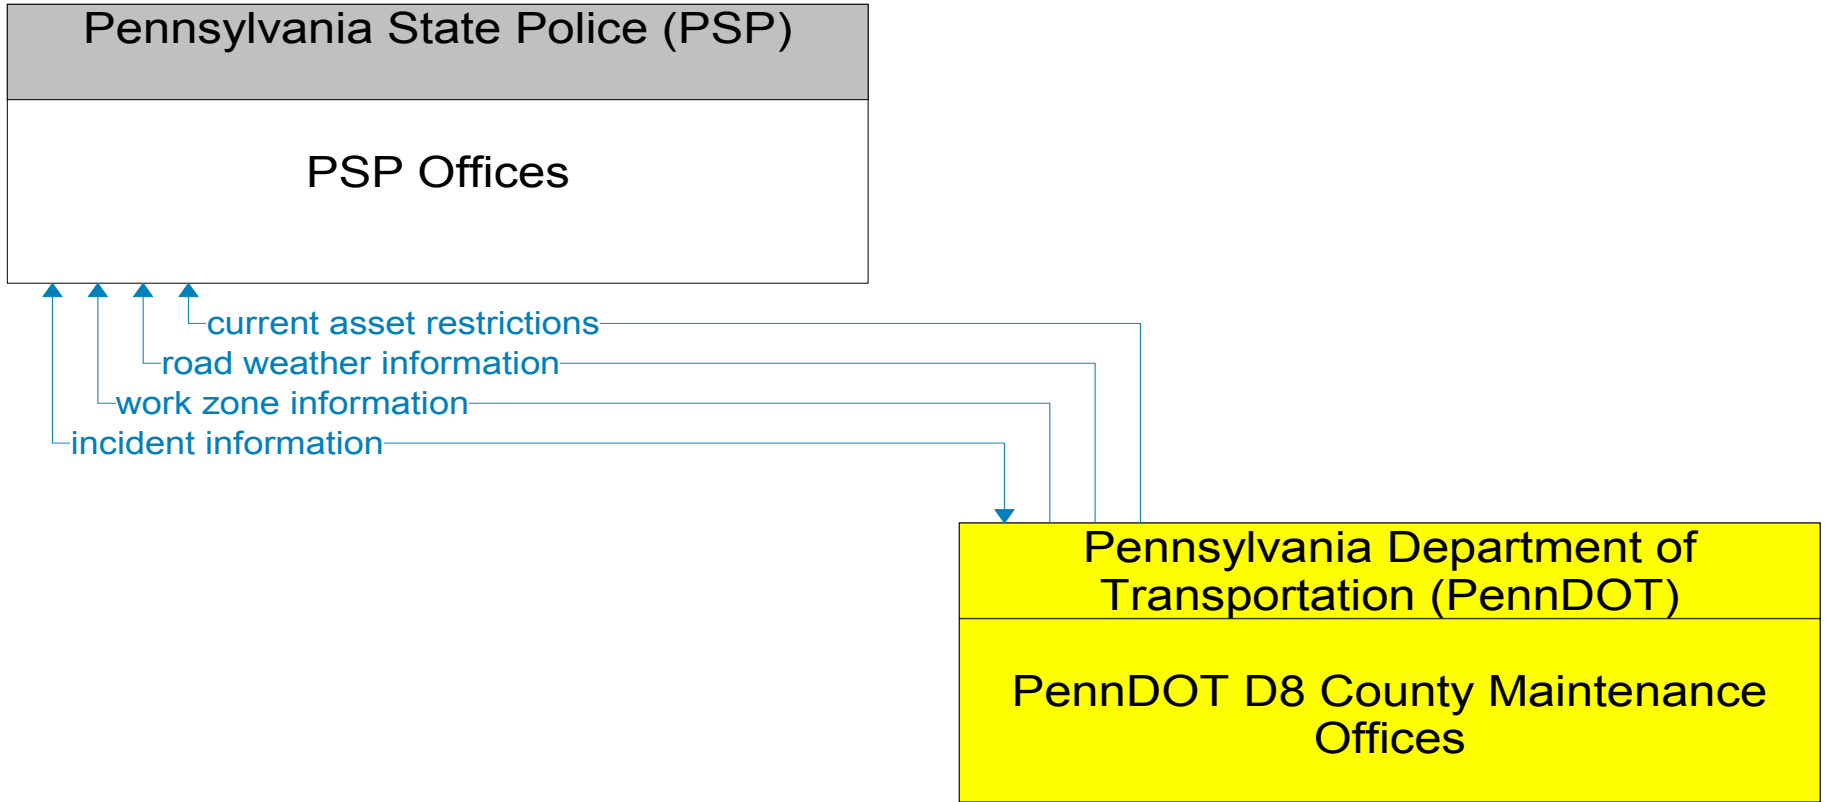 Pennsylvania State Police (PSP)
PSP Offices
current asset restrictions
road weather information
work zone information
incident information
Pennsylvania Department of
Transportation (PennDOT)
PennDOT D8 County Maintenance
Offices